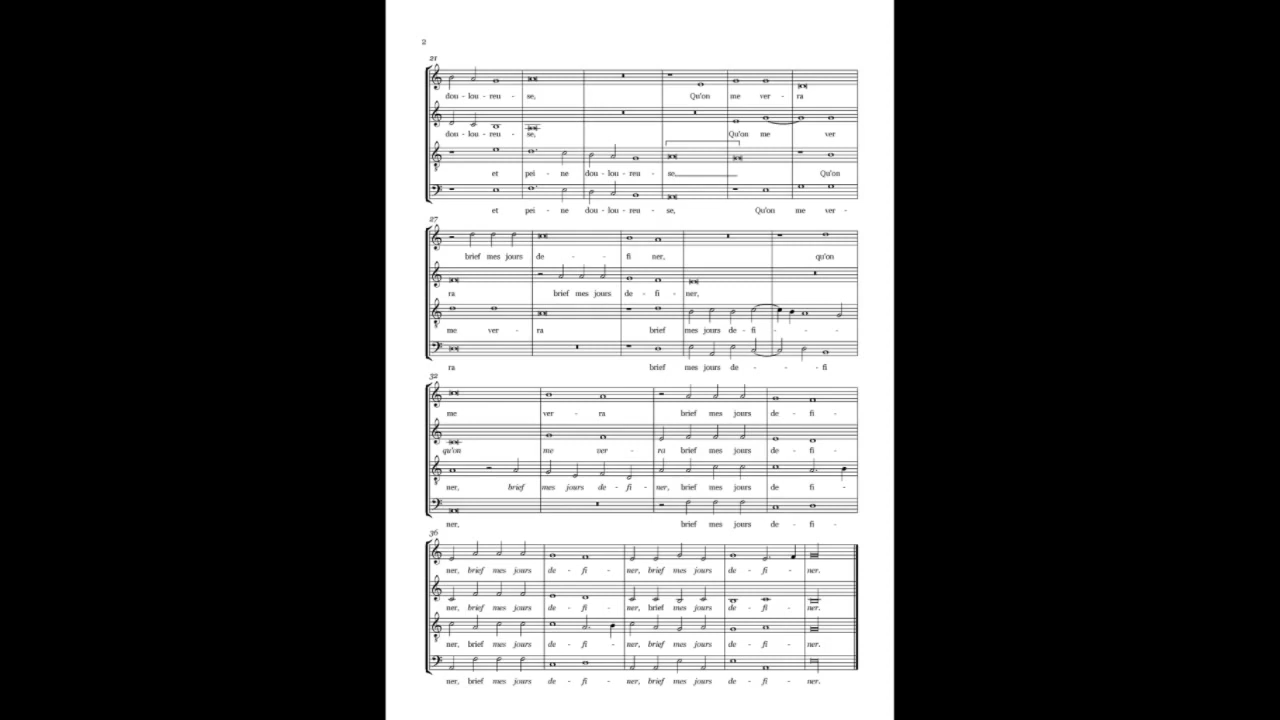 2
21
dou - lou - reu - se, Qu'on me ver - ra
dou - lou - reu - se, Qu'on me ver
et pei - ne dou - lou - reu - se,
Qu'on
et pei - ne dou - lou - reu - se, Qu'on me ver -
27
brief mes jours de - - fi ner, qu'on
ra brief mes jours de - fi - ner,
me ver - ra brief mes jours de - fi - - -
ra brief mes jours de - - - fi
32
me ver - ra brief mes jours de - fi -
qu'on me ver - ra brief mes jours de - fi -
ner, brief mes jours de - fi - ner, brief mes jours de fi -
ner, brief mes jours de - fi -
36
ner, brief mes jours de - fi - ner, brief mes jours de - fi - ner.
ner, brief mes jours de - fi - ner, brief mes jours de - fi - ner.
ner, brief mes jours de - fi - ner, brief mes jours de - fi - ner.
ner, brief mes jours de - fi - ner, brief mes jours de - fi - ner.